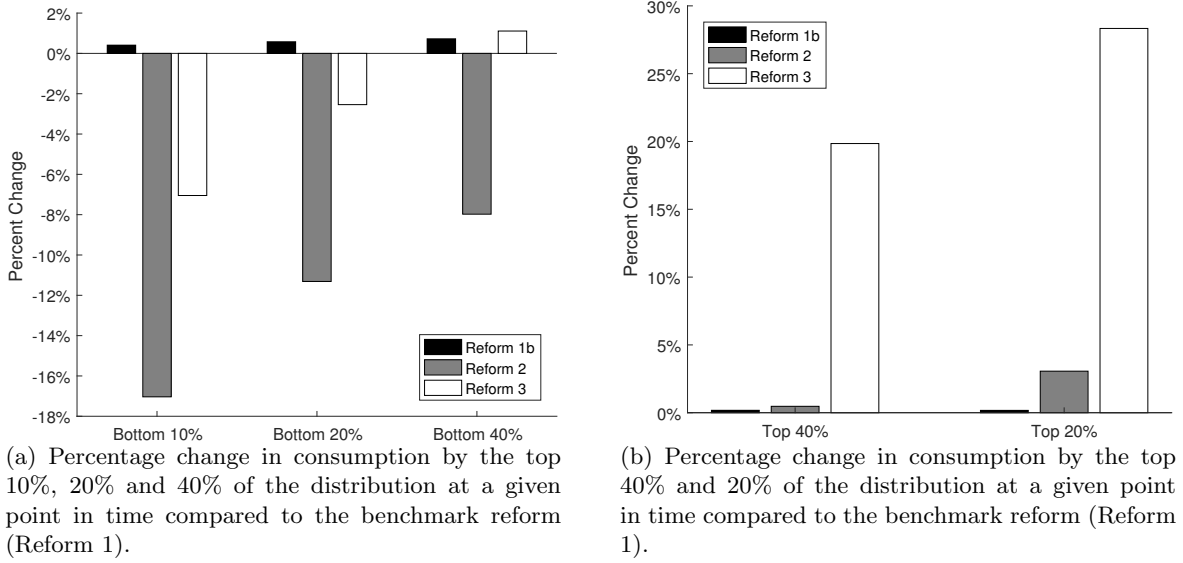 2%
0%
-2%
-4%
-6%
-8%
-10%
-12%
-14%
-16%
-18%
Percent Change
Reform 1b
Reform 2
Reform 3
Bottom 10% Bottom 20% Bottom 40%
(a) Percentage change in consumption by the top
10%, 20% and 40% of the distribution at a given
point in time compared to the benchmark reform
(Reform 1).
30%
25%
20%
15%
10%
5%
0%
Percent Change
Reform 1b
Reform 2
Reform 3
Top 40% Top 20%
(b) Percentage change in consumption by the top
40% and 20% of the distribution at a given point
in time compared to the benchmark reform (Reform
1).